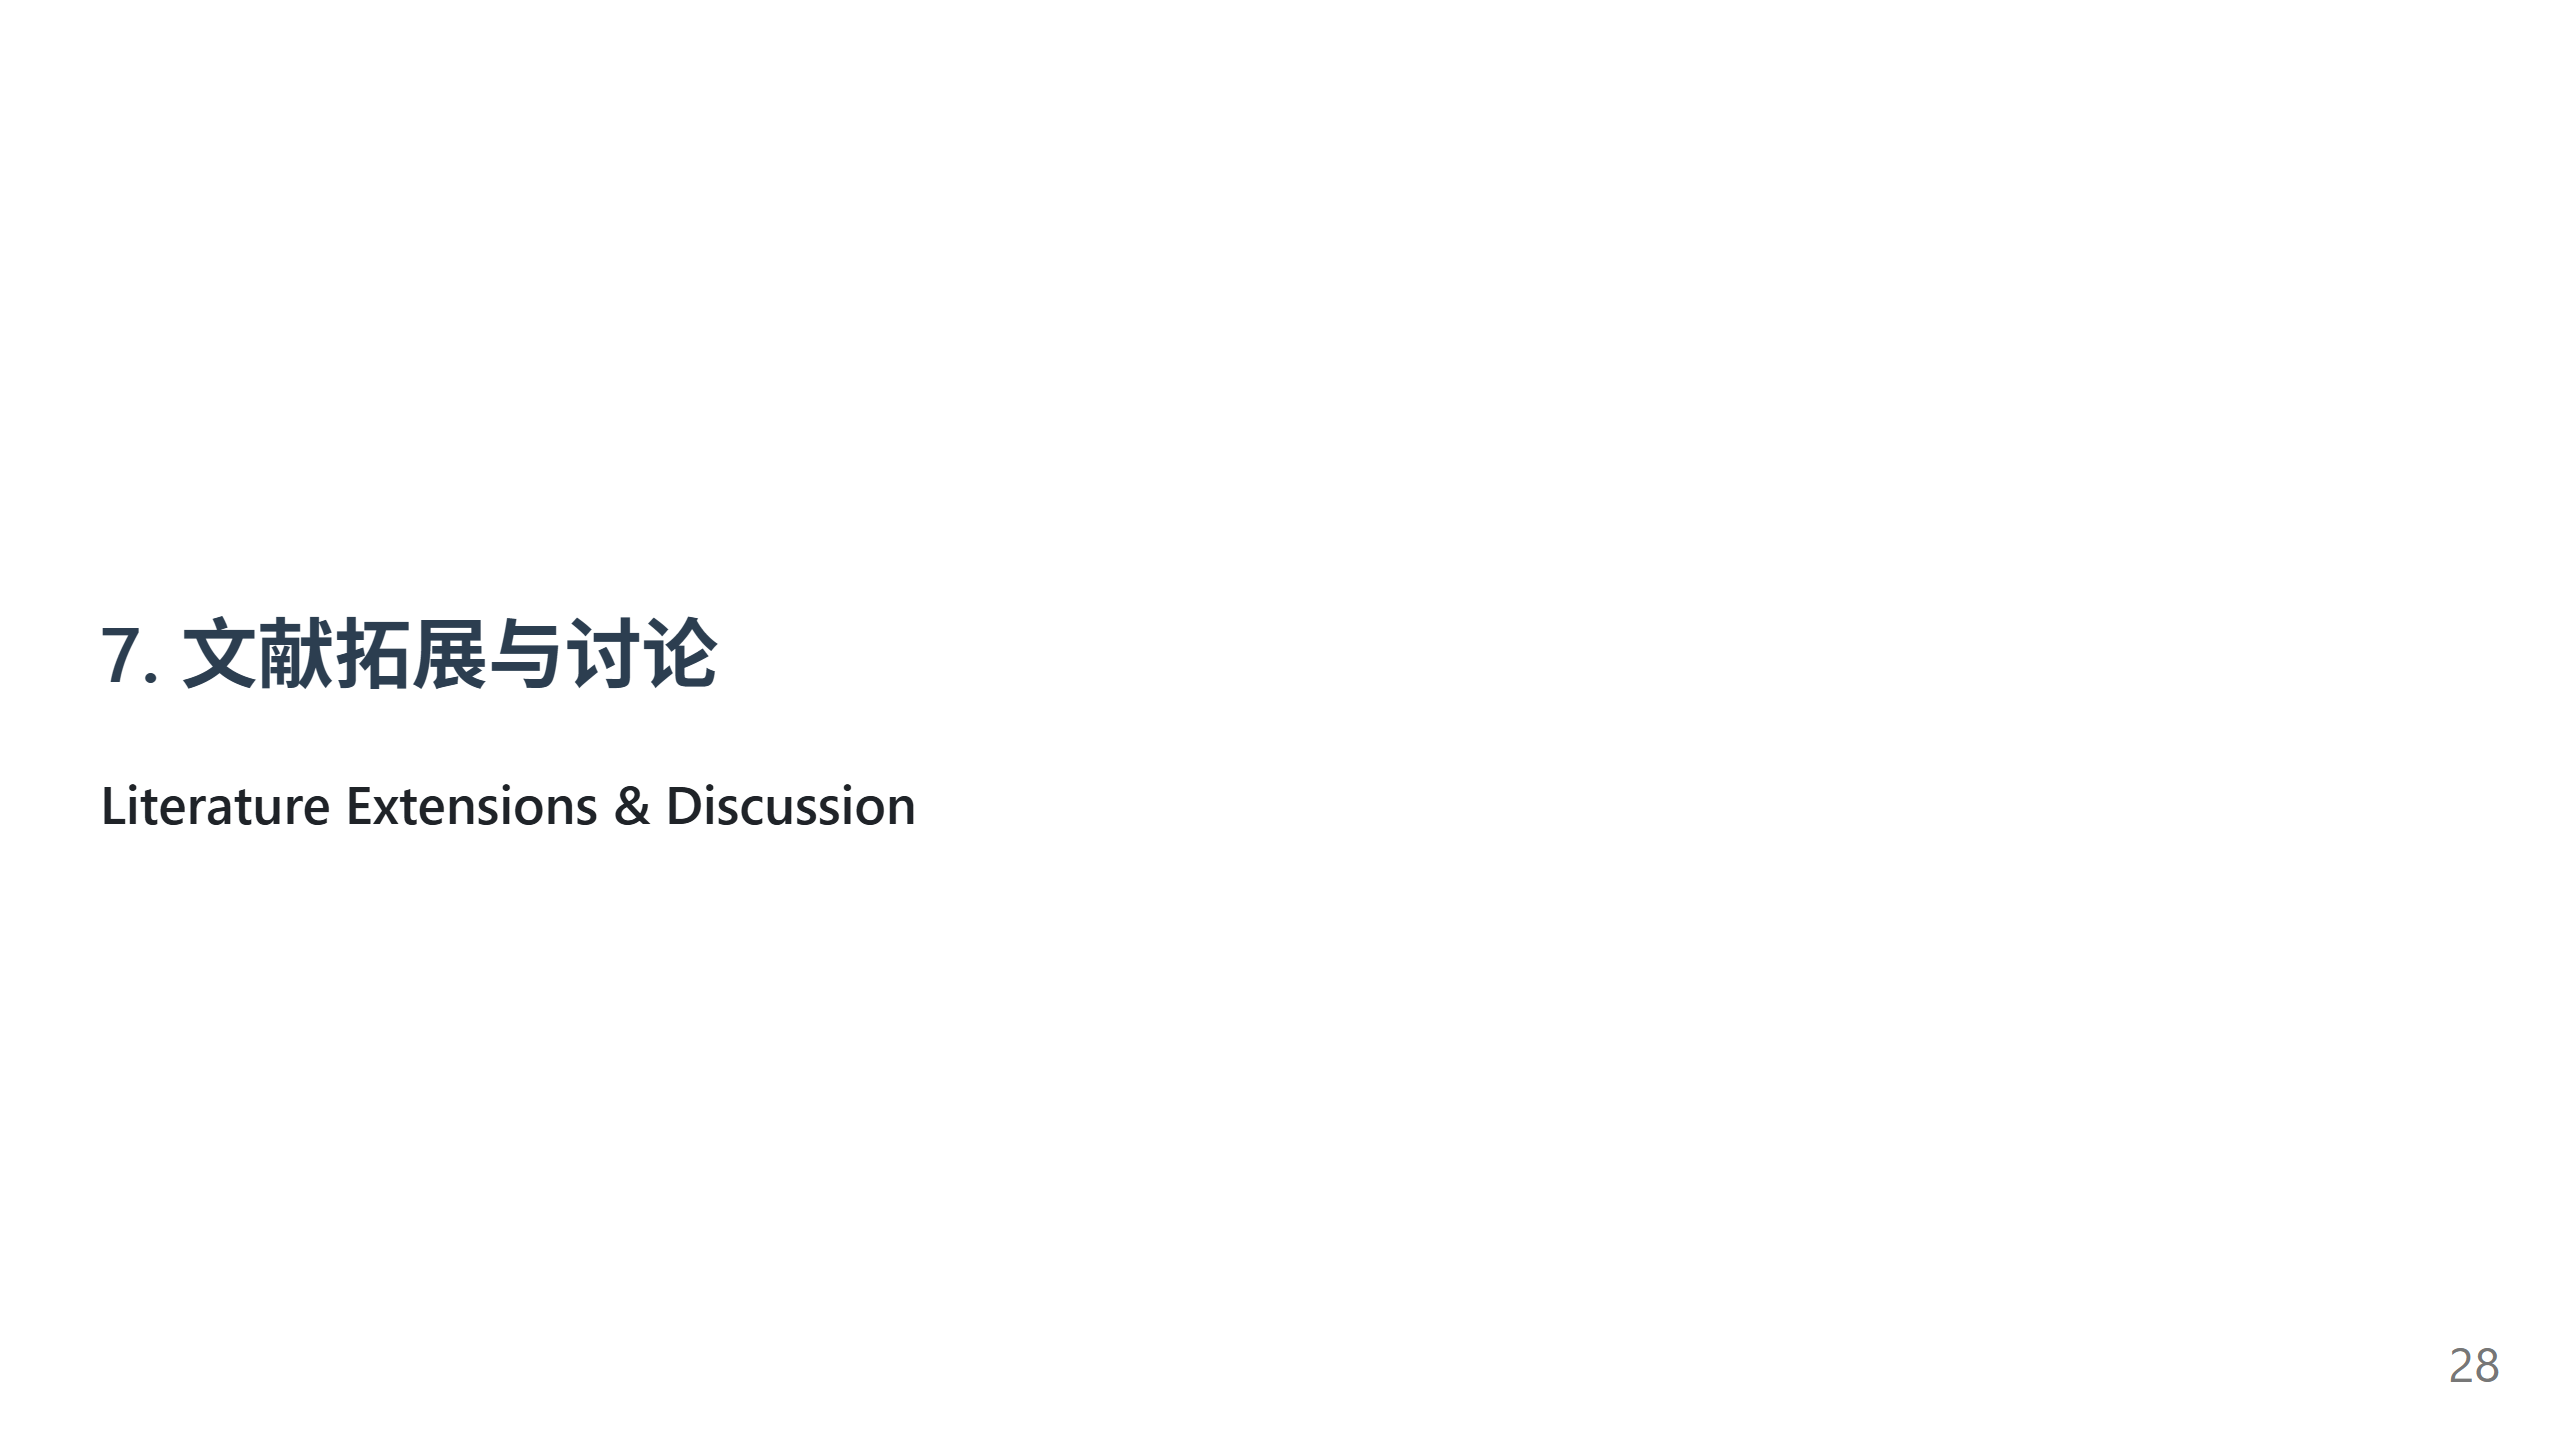 7. 文献拓展与讨论
Literature Extensions & Discussion
28